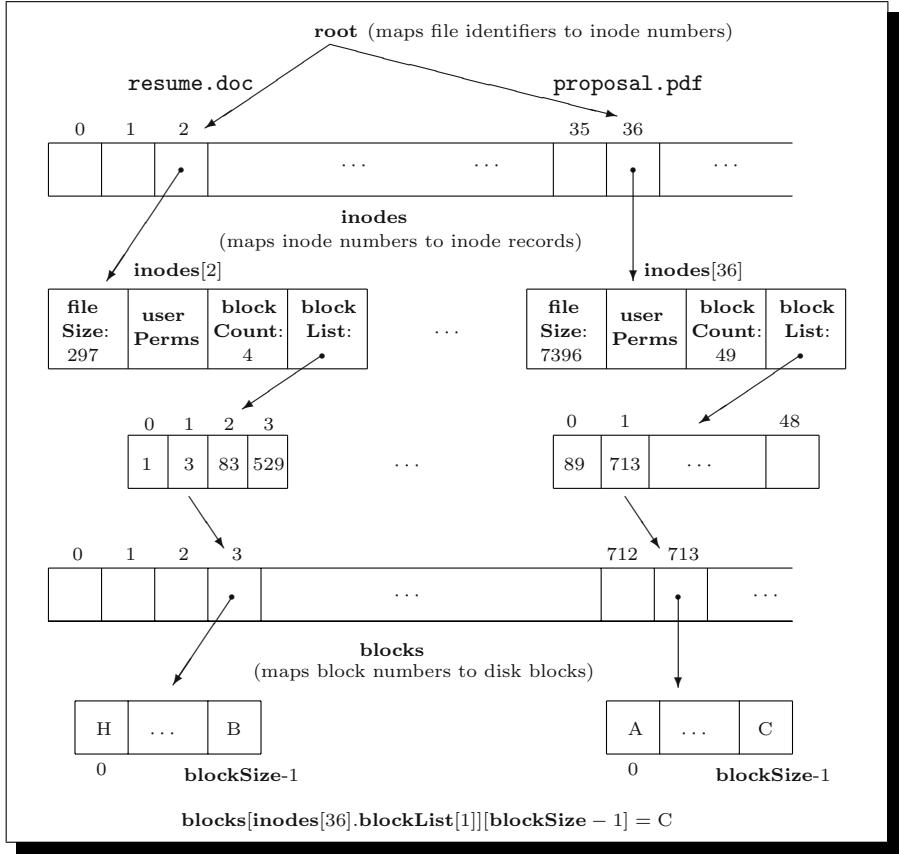 root (maps file identifiers to inode numbers)
resume.doc proposal.pdf
0 1 2 35 36
... ... ...
inodes
(maps inode numbers to inode records)
inodes[2] inodes[36]
file user block block file user block block
Size: Perms Count: List: ... Size: Perms Count: List:
297 4 7396 49
0 1 2 3 0 1 48
1 3 83 529 ... 89 713 ...
0 1 2 3 712 713
... ...
blocks
(maps block numbers to disk blocks)
H ... B A ... C
0 blockSize-1 0 blockSize-1
blocks[inodes[36].blockList[1]][blockSize − 1] = C